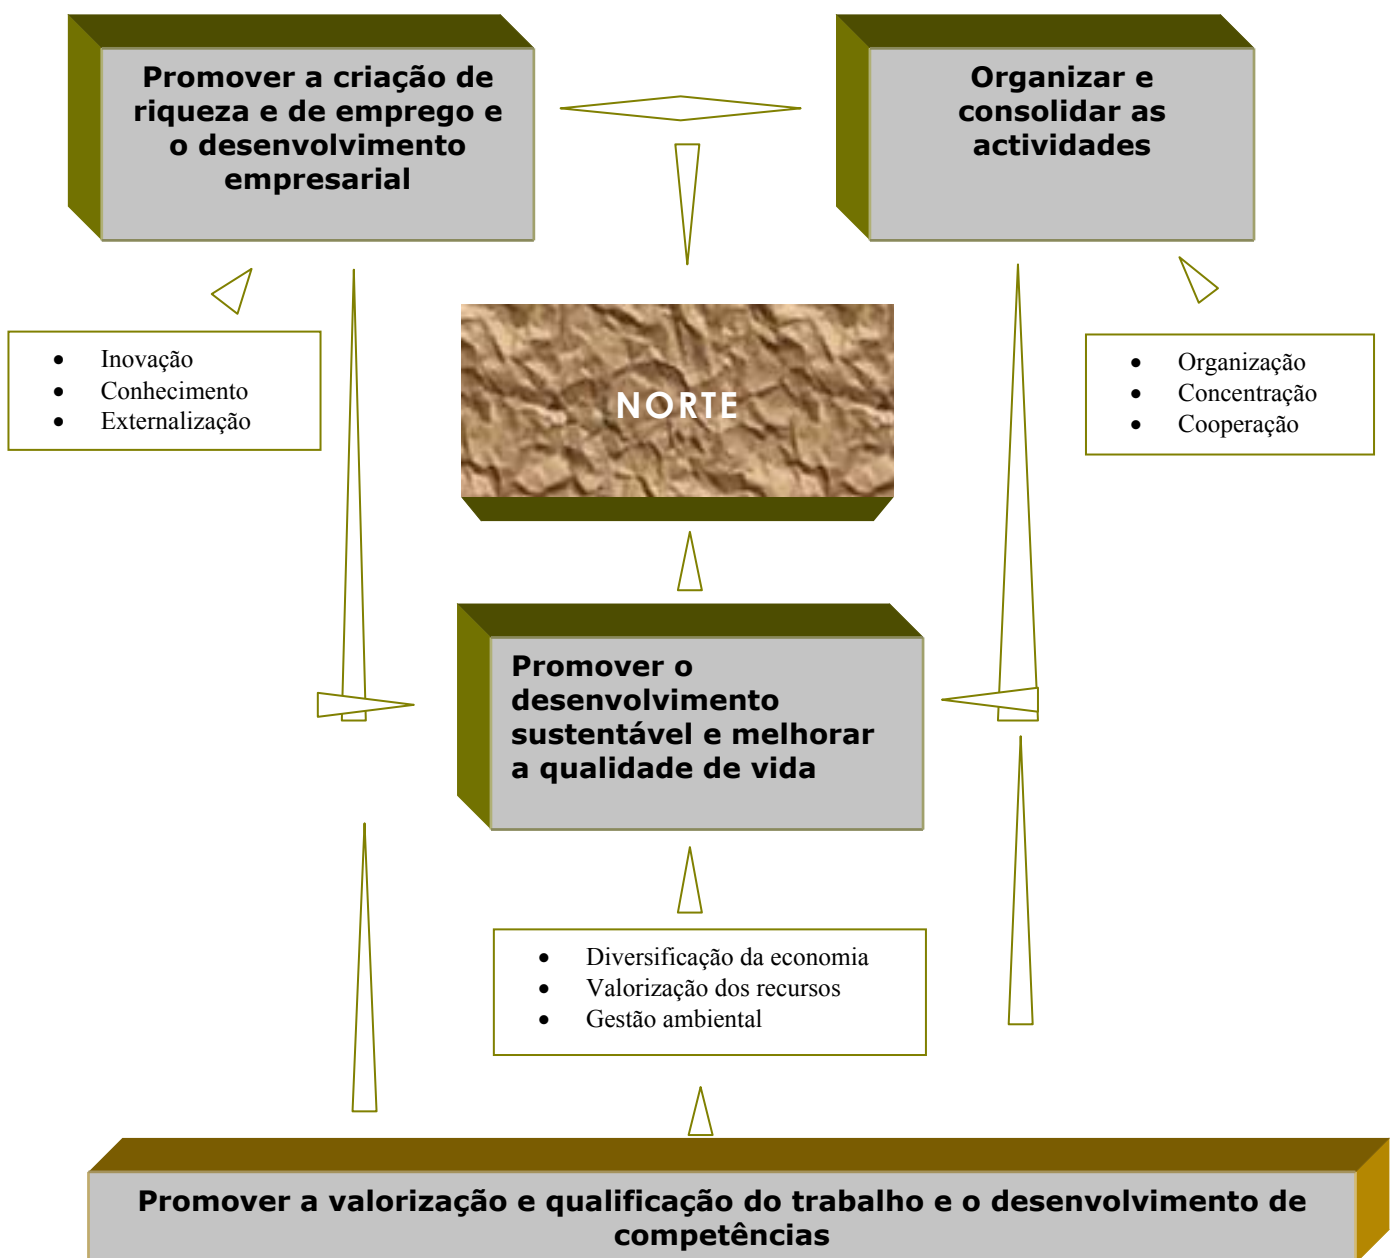 Promover a criação de
riqueza e de emprego e
o desenvolvimento
empresarial
Organizar e
consolidar as
actividades
• Inovação
• Conhecimento
• Externalização
NORTE
• Organização
• Concentração
• Cooperação
Promover o
desenvolvimento
sustentável e melhorar
a qualidade de vida
• Diversificação da economia
• Valorização dos recursos
• Gestão ambiental
Promover a valorização e qualificação do trabalho e o desenvolvimento de
competências